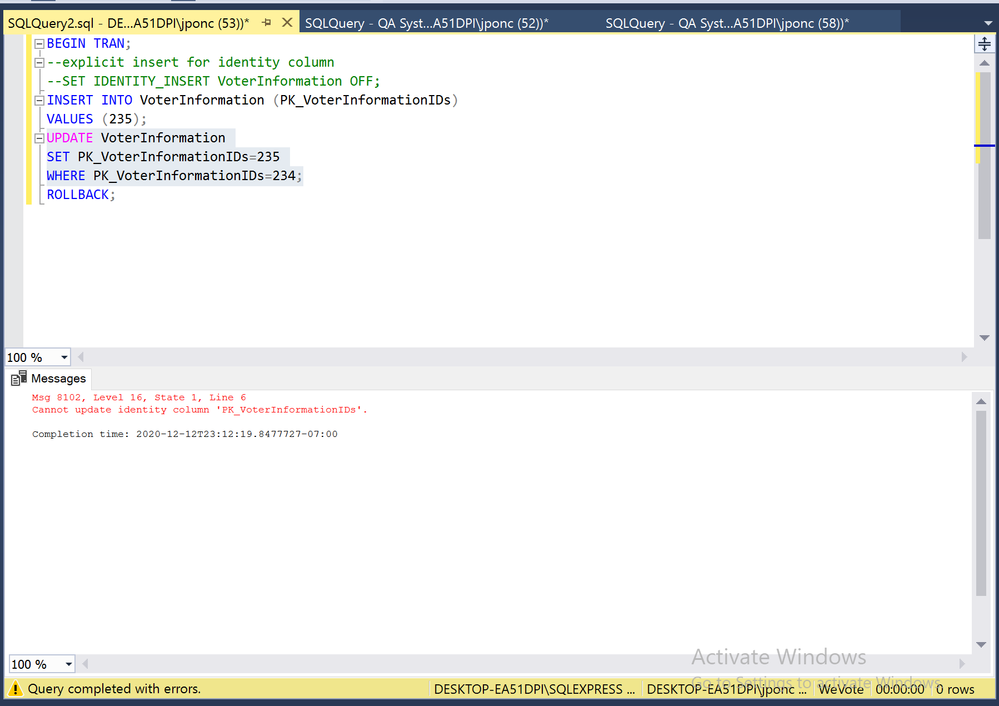 SQLQuery2.sql - DE...A51DPI\jponc (53))*
SQLQuery - QA Syst...A51DPI\jponc (52))*
SQLQuery - QA Syst...A51DPI\jponc (58))*
BEGIN TRAN;
--explicit insert for identity column
--SET IDENTITY_INSERT VoterInformation OFF;
INSERT INTO VoterInformation (PK_VoterInformationIDs)
VALUES (235);
UPDATE VoterInformation
SET PK_VoterInformationIDs=235
WHERE PK_VoterInformationIDs=234;
ROLLBACK;
100 %
Messages
Msg 8102, Level 16, State 1, Line 6
Cannot update identity column 'PK_VoterInformationIDs'.
Completion time: 2020-12-12T23:12:19.8477727-07:00
Activate Windows
Go to Settings to activate Windows.
100 %
Query completed with errors.
DESKTOP-EA51DPI\SQLEXPRESS ...
DESKTOP-EA51DPI\jponc ...
WeVote
00:00:00
0 rows